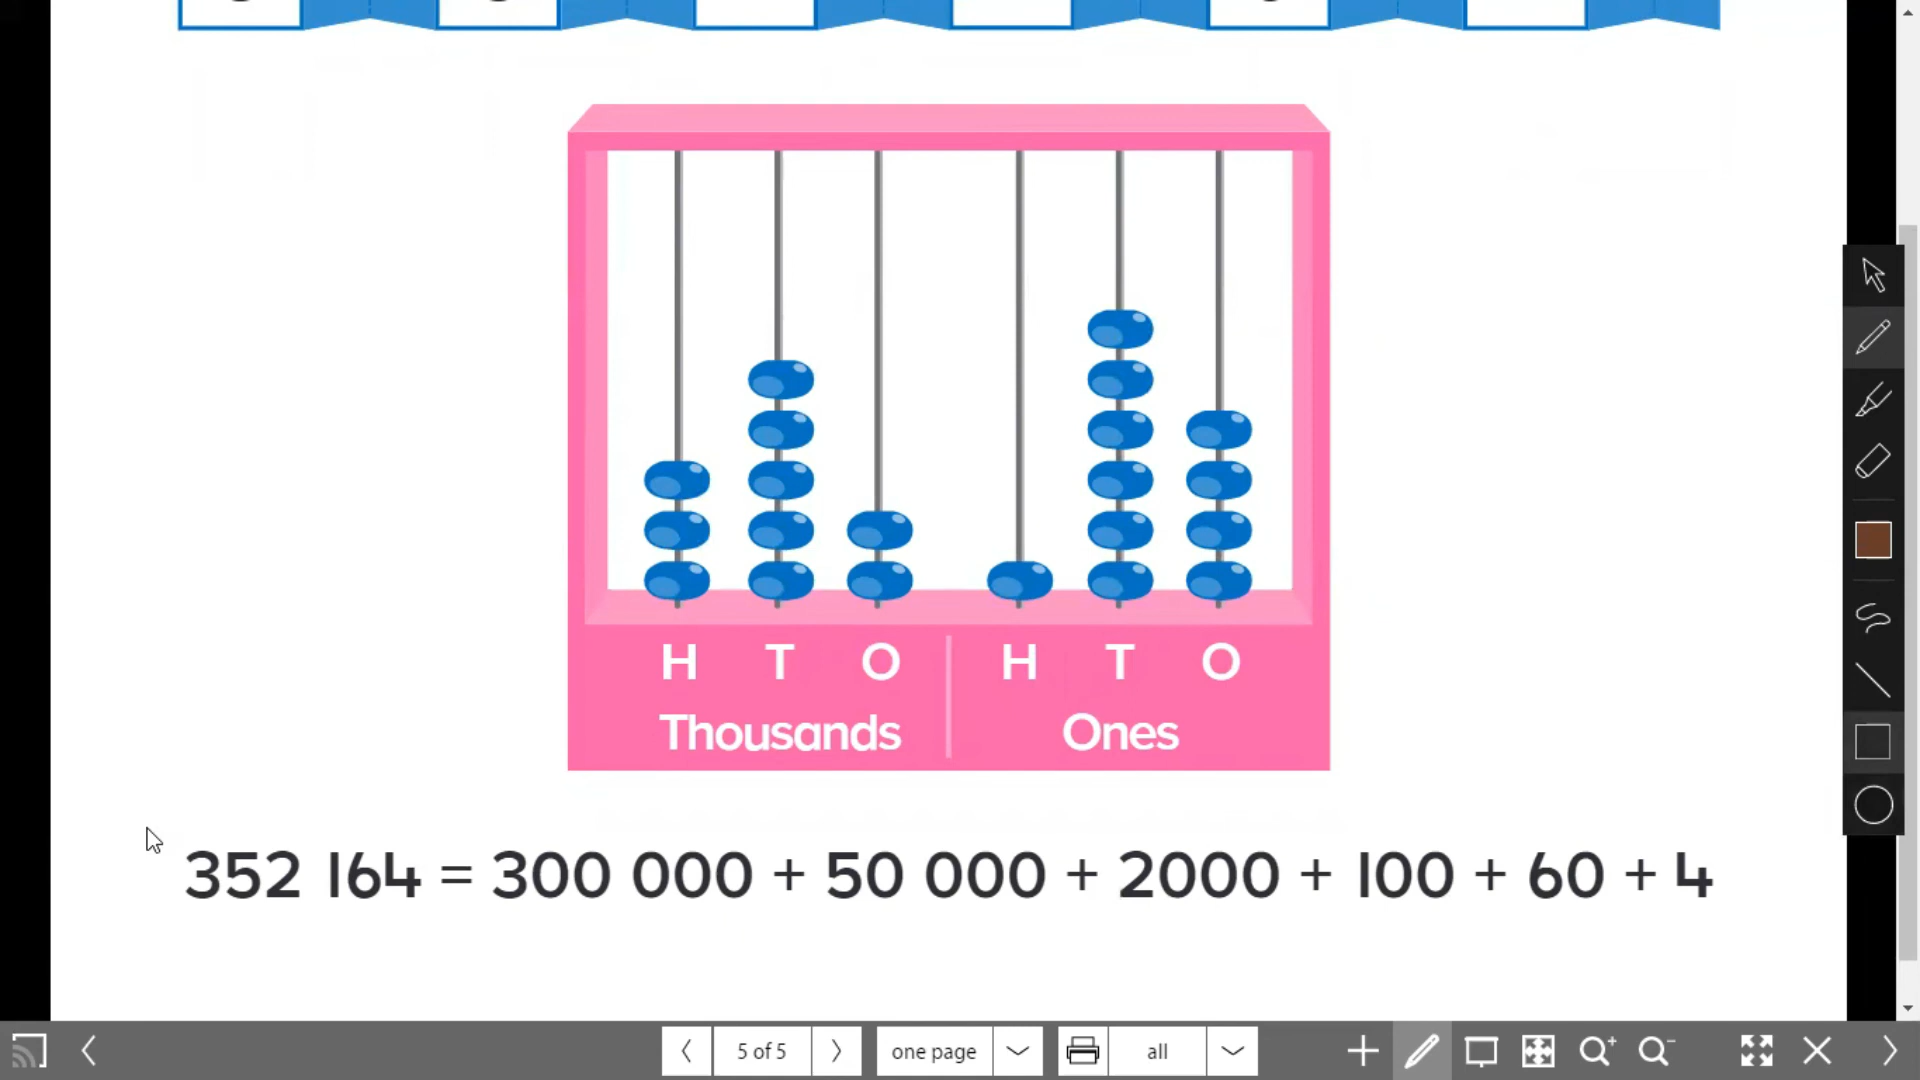 H T O H T O
Thousands Ones
352 164 = 300 000 + 50 000 + 2000 + 100 + 60 + 4
5 of 5 one page all